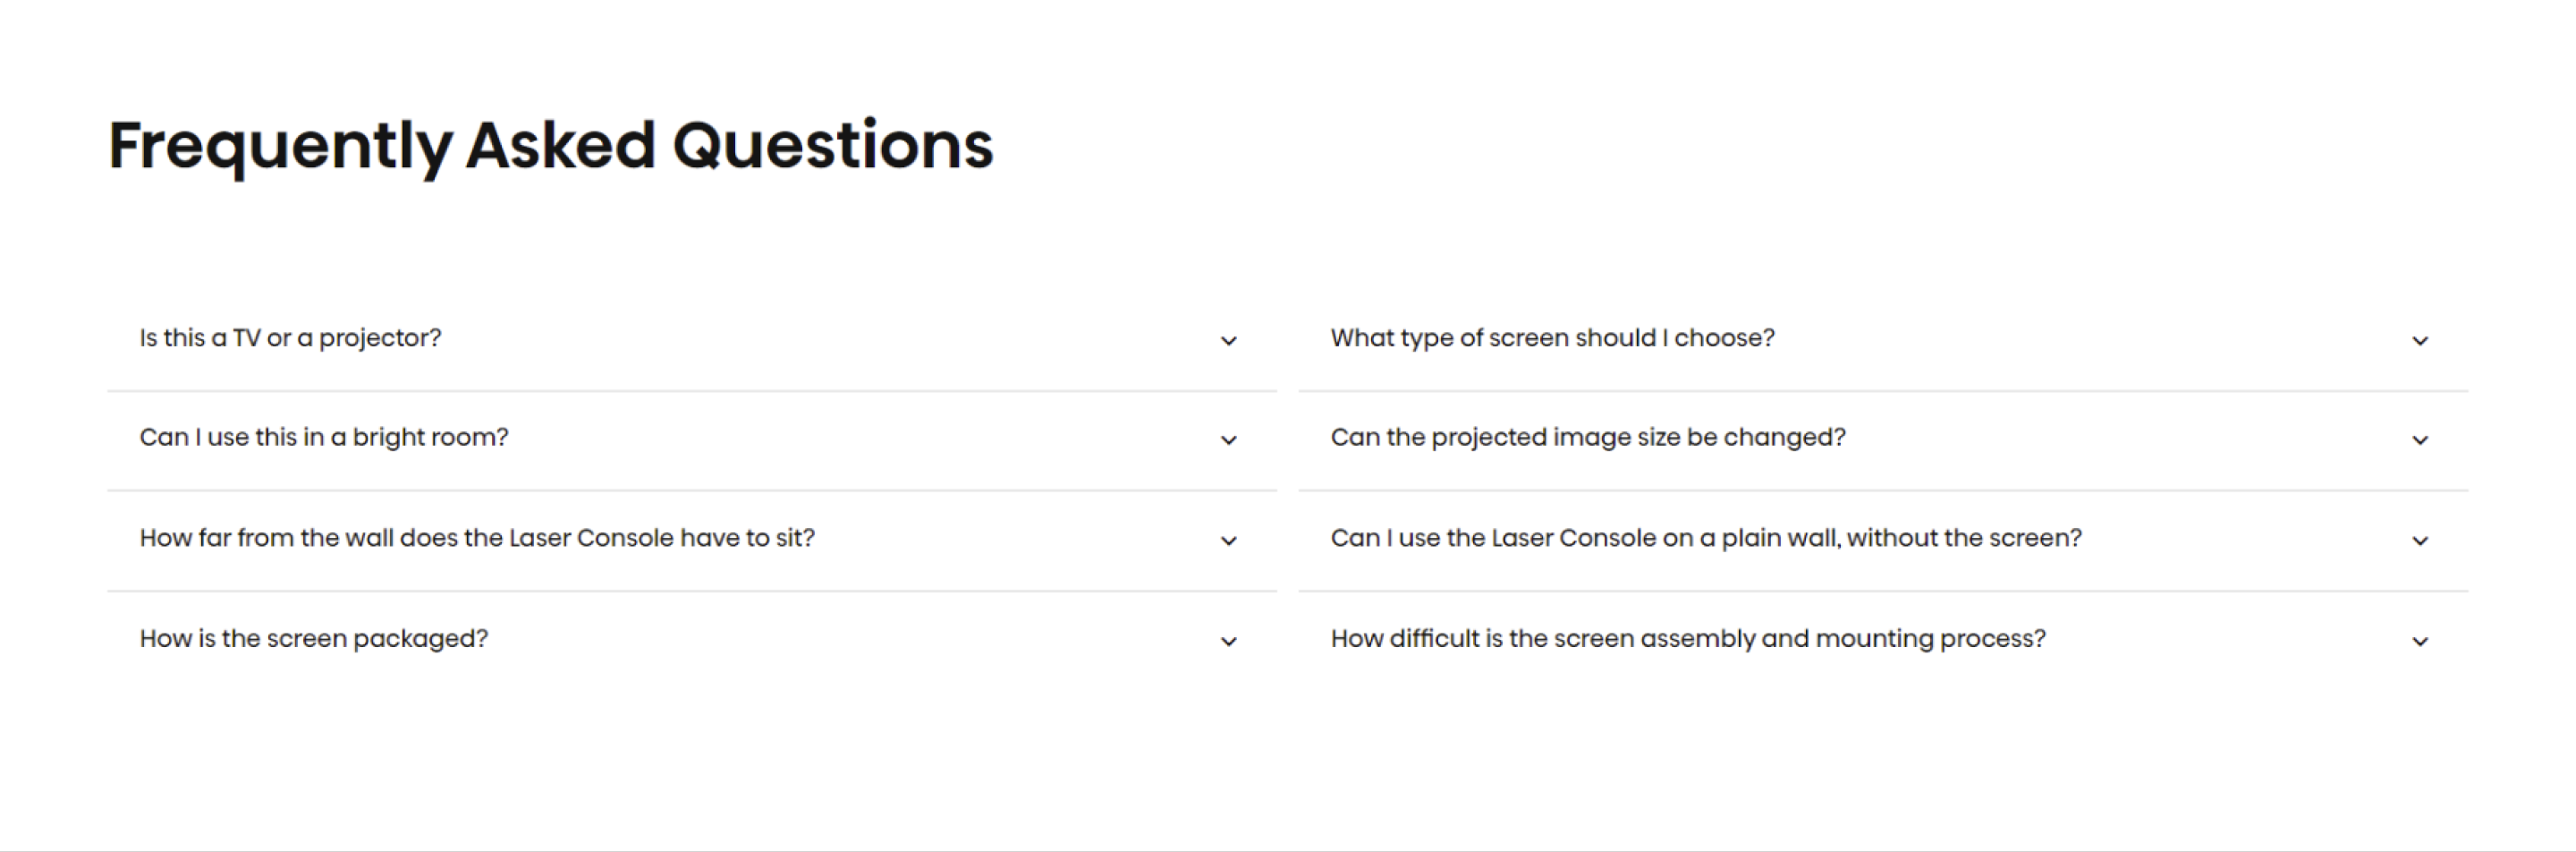 Frequently Asked Questions
Is this a TV or a projector?
What type of screen should I choose?
Can I use this in a bright room?
Can the projected image size be changed?
How far from the wall does the Laser Console have to sit?
Can I use the Laser Console on a plain wall, without the screen?
How is the screen packaged?
How difficult is the screen assembly and mounting process?